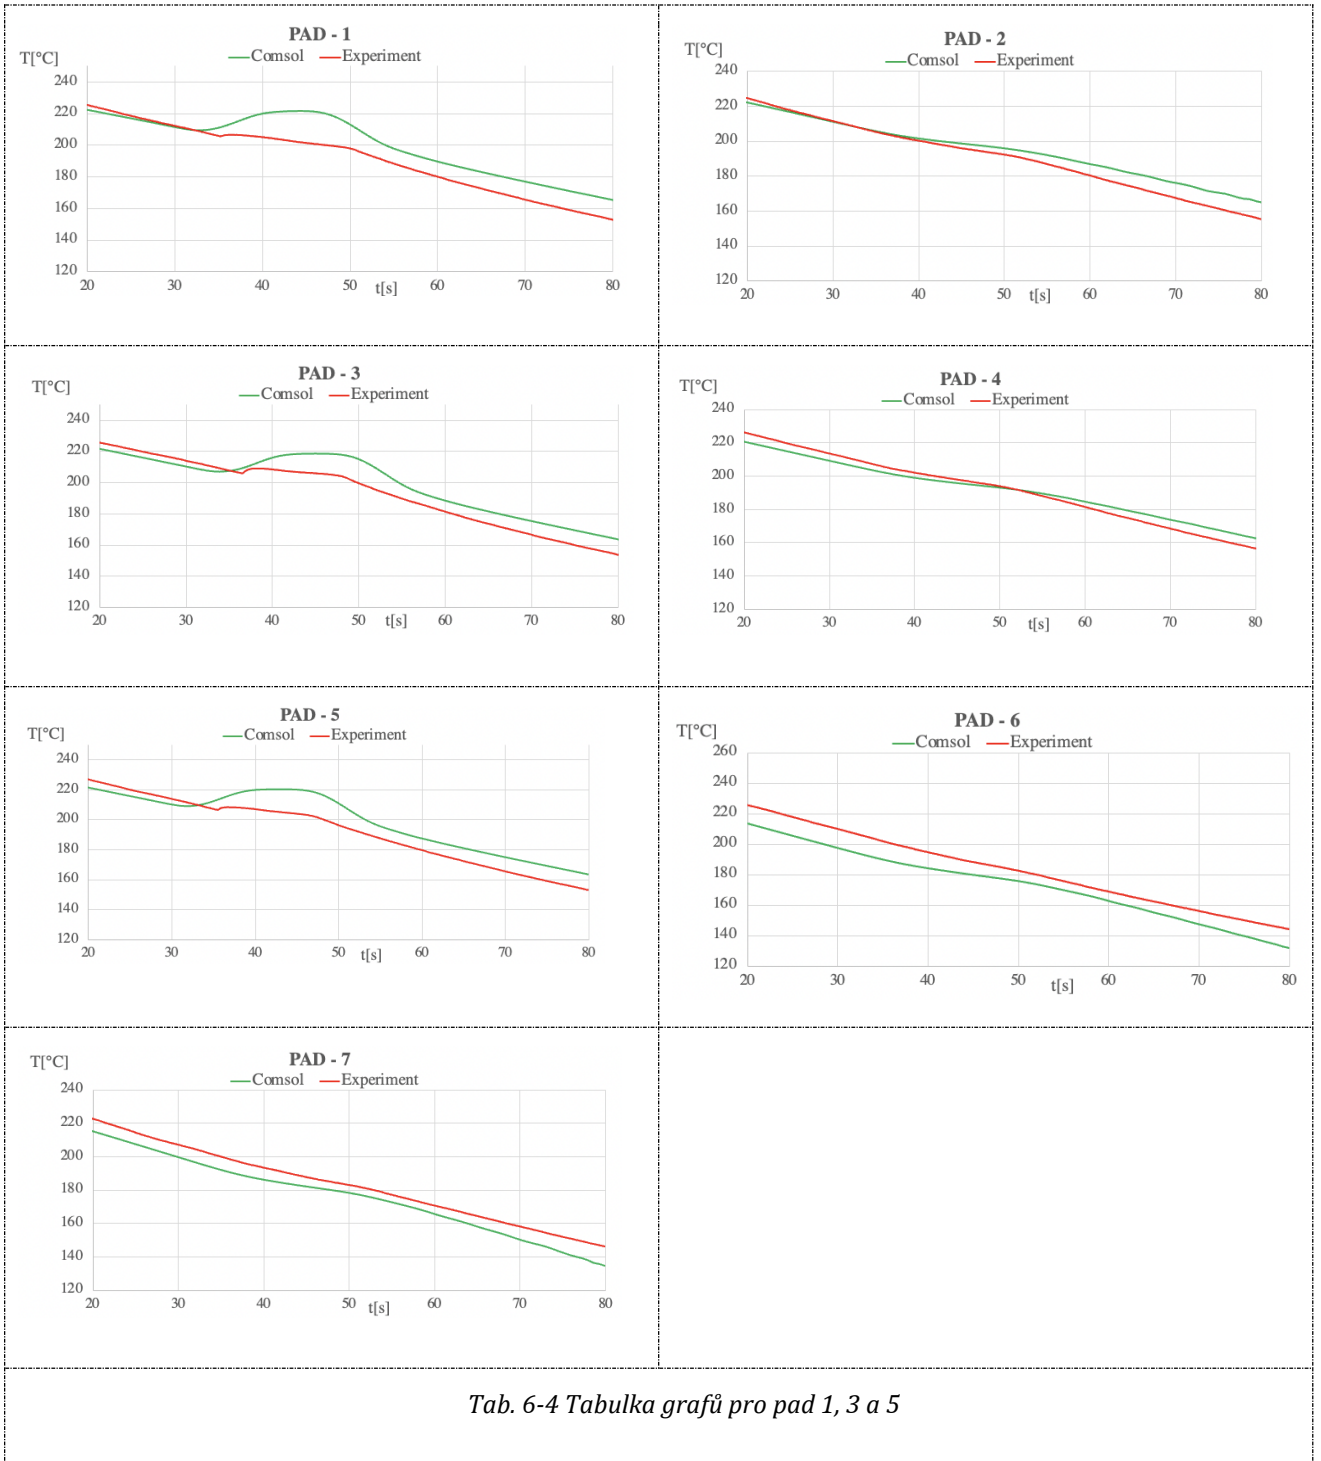 PAD - 1
T[°C]
Comsol Experiment
240
220
200
180
160
140
120
20 30 40 50 60 70 80
t[s]
PAD - 2
T[°C]
Comsol Experiment
240
220
200
180
160
140
120
20 30 40 50 60 70 80
t[s]
PAD - 3
T[°C]
Comsol Experiment
240
220
200
180
160
140
120
20 30 40 50 60 70 80
t[s]
PAD - 4
T[°C]
Comsol Experiment
240
220
200
180
160
140
120
20 30 40 50 60 70 80
t[s]
PAD - 5
T[°C]
Comsol Experiment
240
220
200
180
160
140
120
20 30 40 50 60 70 80
t[s]
PAD - 6
T[°C]
Comsol Experiment
260
240
220
200
180
160
140
120
20 30 40 50 60 70 80
t[s]
PAD - 7
T[°C]
Comsol Experiment
240
220
200
180
160
140
120
20 30 40 50 60 70 80
t[s]
Tab. 6-4 Tabulka grafů pro pad 1, 3 a 5